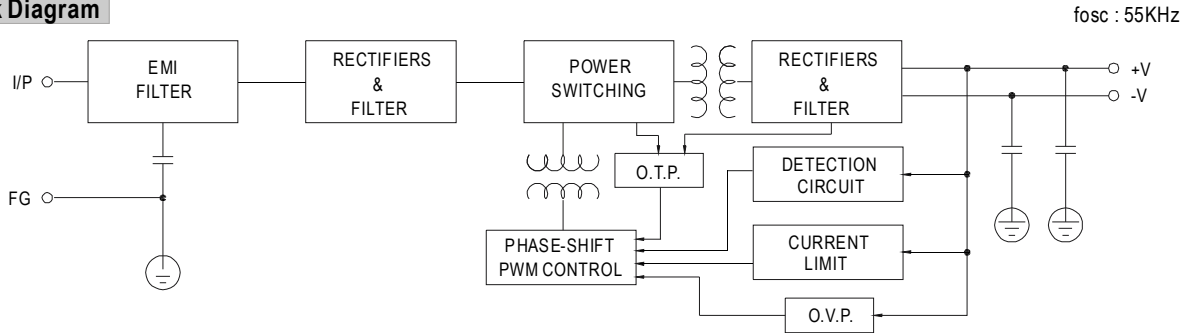 Diagram
fosc : 55KHz
I/P
EMI
FILTER
RECTIFIERS
&
FILTER
POWER
SWITCHING
RECTIFIERS
&
FILTER
+V
-V
O.T.P.
DETECTION
CIRCUIT
FG
PHASE-SHIFT
PWM CONTROL
CURRENT
LIMIT
O.V.P.